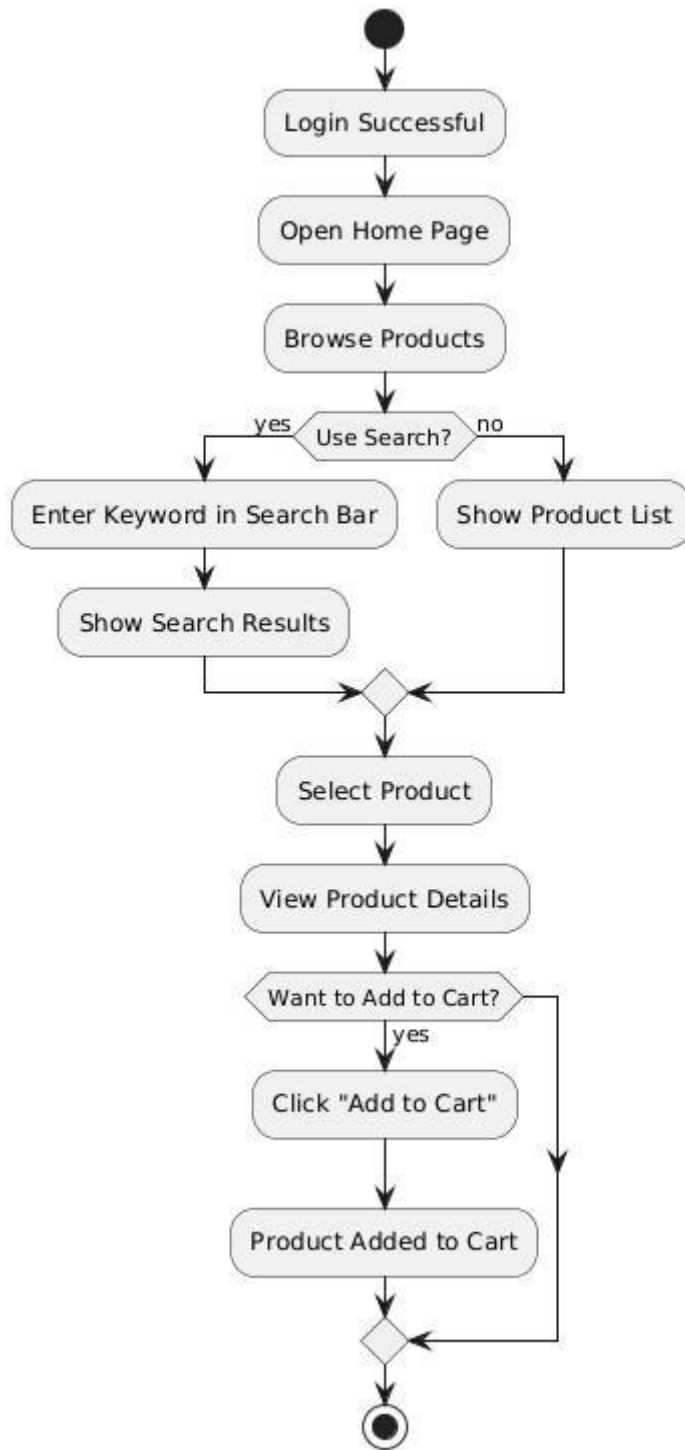 Login Successful
Open Home Page
Browse Products
yes
Use Search?
no
Enter Keyword in Search Bar
Show Product List
Show Search Results
Select Product
View Product Details
Want to Add to Cart?
yes
Click "Add to Cart"
Product Added to Cart